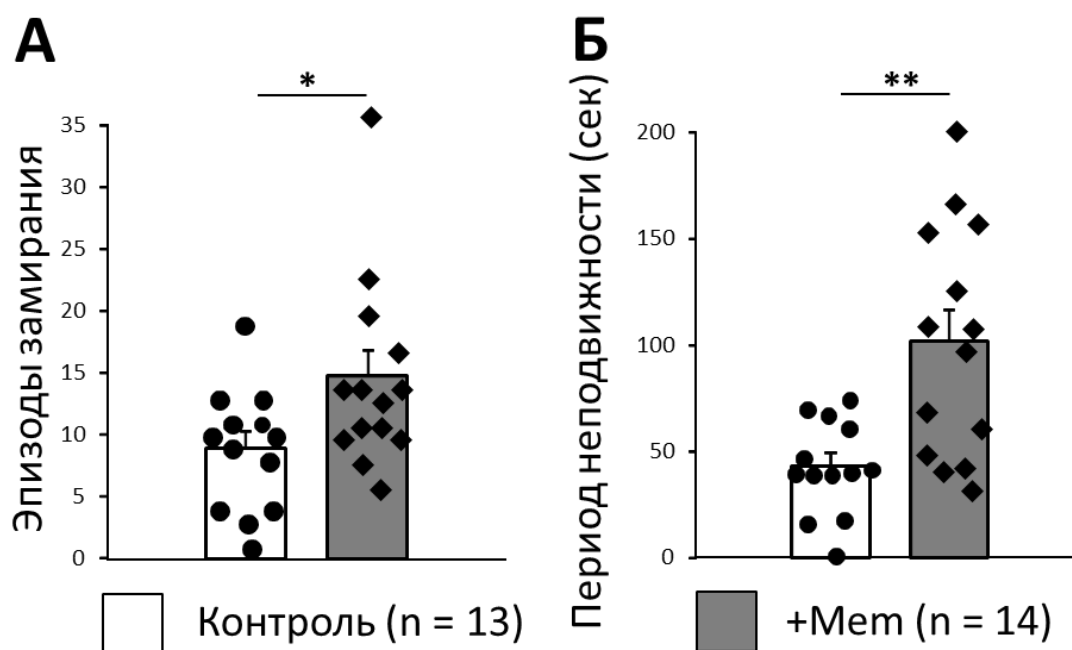 А
*
Эпизоды замирания
35
30
25
20
15
10
5
0
Б
**
Период неподвижности (сек)
200
150
100
50
0
Контроль (n = 13)
+Mem (n = 14)